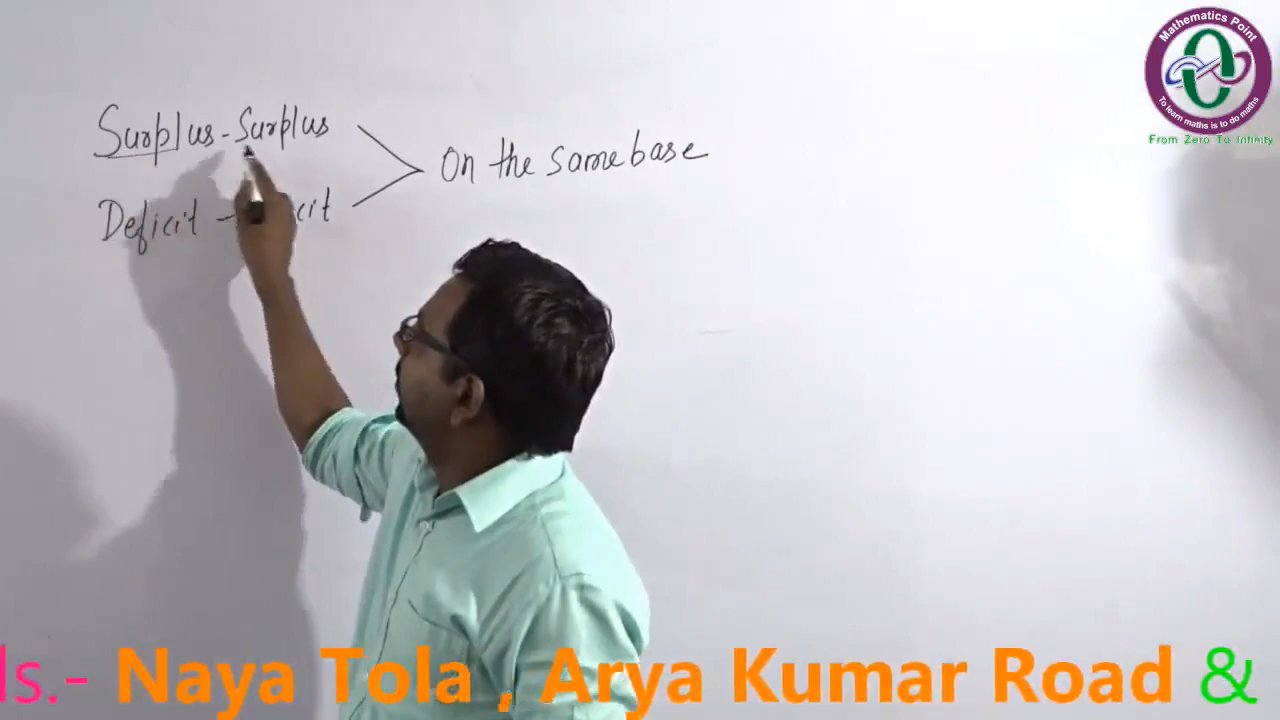 Surplus - Surplus
On the same base
Deficit -
Mathematics Point
To learn maths is to do maths
From Zero To Infinity
Naya Tola , Arya Kumar Road &